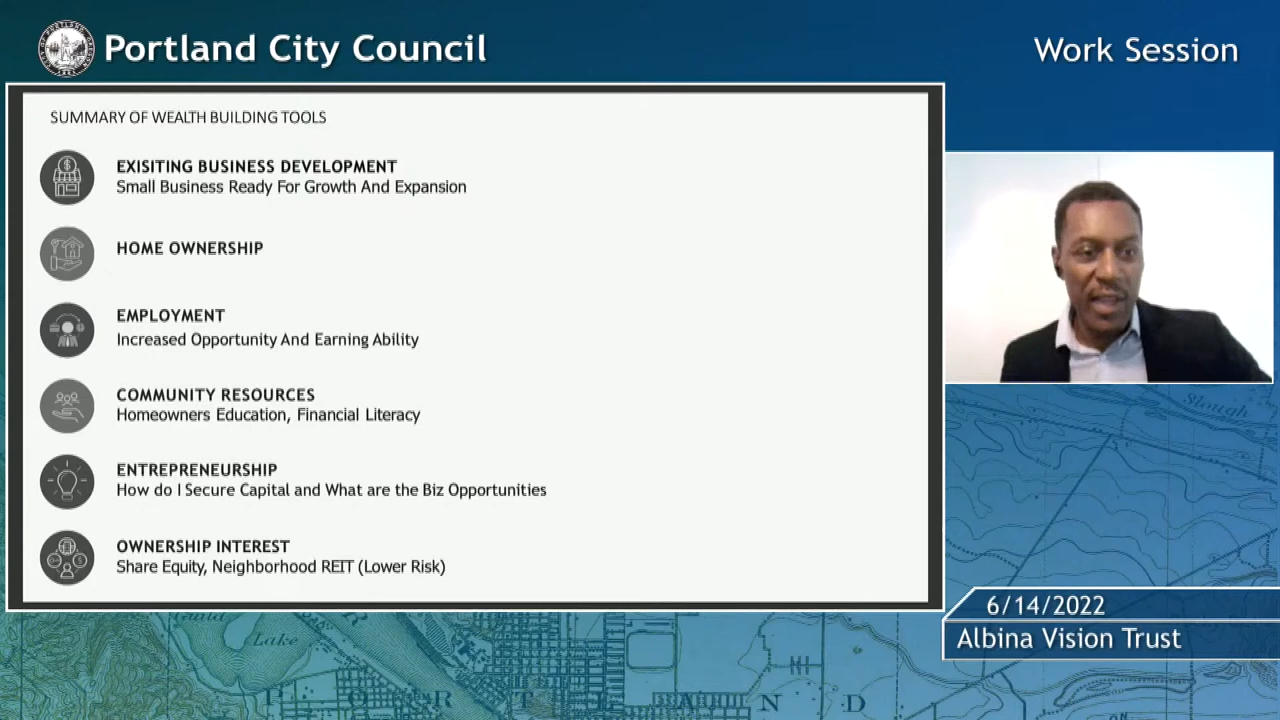 Portland City Council
Work Session
SUMMARY OF WEALTH BUILDING TOOLS
EXISITING BUSINESS DEVELOPMENT
Small Business Ready For Growth And Expansion
HOME OWNERSHIP
EMPLOYMENT
Increased Opportunity And Earning Ability
COMMUNITY RESOURCES
Homeowners Education, Financial Literacy
ENTREPRENEURSHIP
How do I Secure Capital and What are the Biz Opportunities
OWNERSHIP INTEREST
Share Equity, Neighborhood REIT (Lower Risk)
Slough
6/14/2022
Albina Vision Trust
Guild
Lake
P O R T L A N D